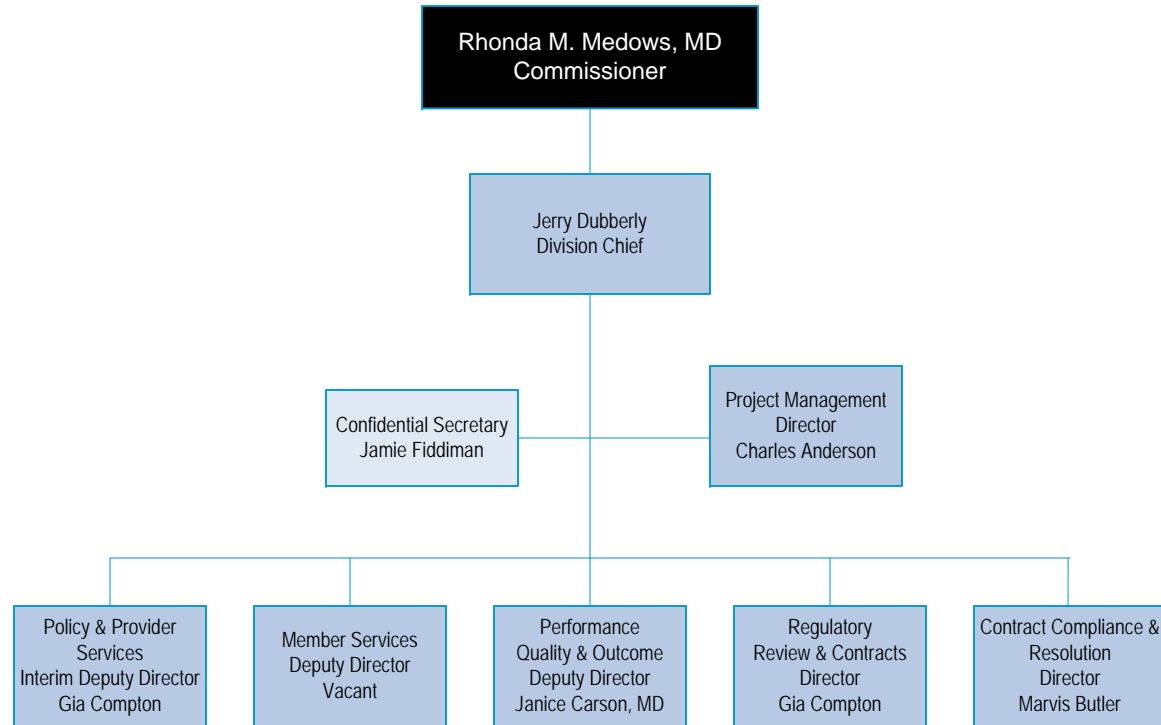 Rhonda M. Medows, MD
Commissioner
Jerry Dubberly
Division Chief
Confidential Secretary
Jamie Fiddiman
Project Management
Director
Charles Anderson
Policy & Provider
Services
Interim Deputy Director
Gia Compton
Member Services
Deputy Director
Vacant
Performance
Quality & Outcome
Deputy Director
Janice Carson, MD
Regulatory
Review & Contracts
Director
Gia Compton
Contract Compliance &
Resolution
Director
Marvis Butler